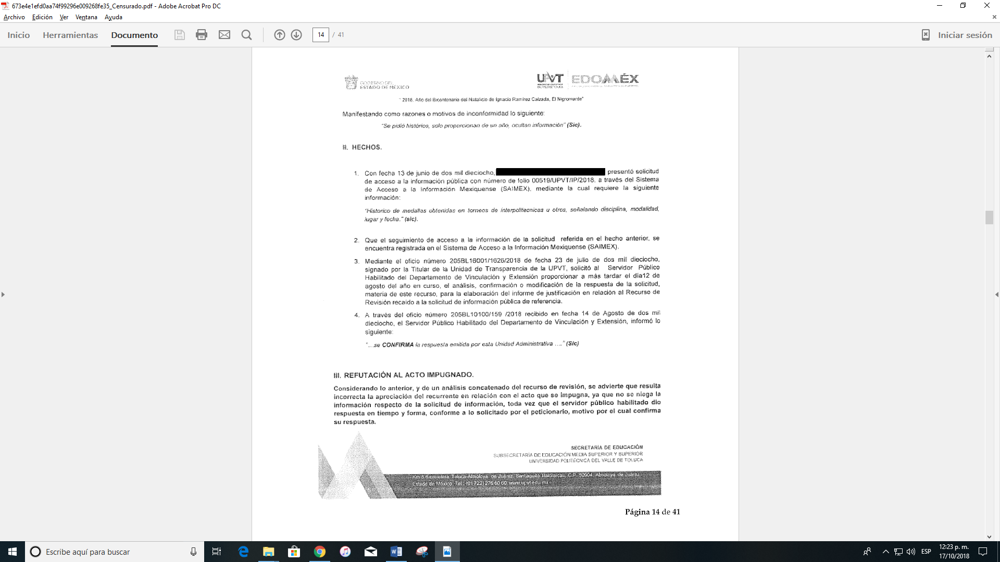 673e4e1efd0aa74f99296e009268fe35_Censurado.pdf - Adobe Acrobat Pro DC
Archivo Edición Ver Ventana Ayuda
Inicio Herramientas Documento 14 / 41 Iniciar sesión
GOBIERNO DEL
ESTADO DE MÉXICO
UPVT EDOMÉX
" 2018. Año del Bicentenario del Natalicio de Ignacio Ramírez Calzada, El Nigromante"
Manifestando como razones o motivos de inconformidad lo siguiente:
"Se pidió histórico, solo proporcionan de un año, ocultan información" (Sic).
II. HECHOS.
1. Con fecha 13 de junio de dos mil dieciocho, presentó solicitud
de acceso a la información pública con número de folio 00519/UPVT/IP/2018, a través del Sistema
de Acceso a la Información Mexiquense (SAIMEX), mediante la cual requiere la siguiente
información:
"Historico de medallas obtenidas en torneos de interpolitecnicas u otros, señalando disciplina, modalidad,
lugar y fecha." (sic).
2. Que el seguimiento de acceso a la información de la solicitud referida en el hecho anterior, se
encuentra registrada en el Sistema de Acceso a la Información Mexiquense (SAIMEX).
3. Mediante el oficio número 205BL16001/1626/2018 de fecha 23 de julio de dos mil dieciocho,
signado por la Titular de la Unidad de Transparencia de la UPVT, solicitó al Servidor Público
Habilitado del Departamento de Vinculación y Extensión proporcionar a más tardar el día12 de
agosto del año en curso, el análisis, confirmación o modificación de la respuesta de la solicitud,
materia de este recurso, para la elaboración del informe de justificación en relación al Recurso de
Revisión recaido a la solicitud de información pública de referencia.
4. A través del oficio número 205BL10100/159 /2018 recibido en fecha 14 de Agosto de dos mil
dieciocho, el Servidor Público Habilitado del Departamento de Vinculación y Extensión, informó lo
siguiente:
"…se CONFIRMA la respuesta emitida por esta Unidad Administrativa …." (Sic)
III. REFUTACIÓN AL ACTO IMPUGNADO.
Considerando lo anterior, y de un análisis concatenado del recurso de revisión, se advierte que resulta
incorrecta la apreciación del recurrente en relación con el acto que se impugna, ya que no se niega la
información respecto de la solicitud de información, toda vez que el servidor público habilitado dio
respuesta en tiempo y forma, conforme a lo solicitado por el peticionario, motivo por el cual confirma
su respuesta.
SECRETARÍA DE EDUCACIÓN
SUBSECRETARÍA DE EDUCACIÓN MEDIA SUPERIOR Y SUPERIOR
UNIVERSIDAD POLITÉCNICA DEL VALLE DE TOLUCA
Km 5.6 carretera Toluca-Almoloya de Juárez, Santiaguito C.P. 50904, Almoloya de Juárez,
Estado de México. Tel.: (01 722) 276 60 60 www.upvt.edu.mx
Página 14 de 41
Escribe aquí para buscar
ESP
12:23 p. m.
17/10/2018